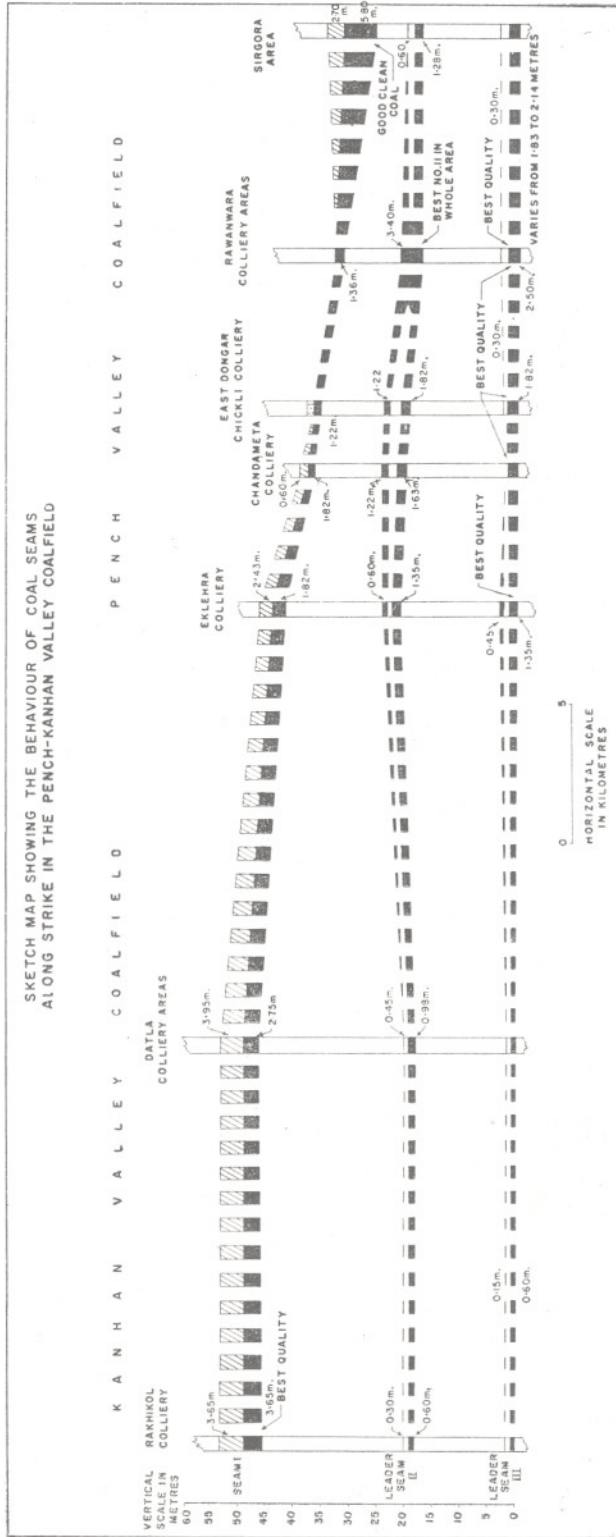 SKETCH MAP SHOWING THE BEHAVIOUR OF COAL SEAMS
ALONG STRIKE IN THE PENCH-KANHAN VALLEY COALFIELD
KANHAN VALLEY COALFIELD
PENCH VALLEY COALFIELD
VERTICAL
SCALE IN
METRES
60
55
50
45
40
35
30
25
20
15
10
5
0
SEAM I
LEADER
SEAM
II
LEADER
SEAM
III
RAKHIKOL
COLLIERY
3·65m
3·65m.
BEST QUALITY
0·30m.
0·60m.
0·15m.
0·60m.
DATLA
COLLIERY AREAS
3·95m.
2·75m
0·45m.
0·98m.
EKLEHRA
COLLIERY
2·43m.
1·82m.
0·60m.
1·35m.
BEST QUALITY
0·45
1·35m.
CHANDAMETA
COLLIERY
0·60m.
1·82m.
1·22m.
1·63m.
EAST DONGAR
CHICKLI COLLIERY
1·22m.
1·22
1·82m.
BEST QUALITY
0·30m.
1·82m.
RAWANWARA
COLLIERY AREAS
1·36m.
3·40m.
BEST NO.II IN
WHOLE AREA
BEST QUALITY
2·50m.
SIRGORA
AREA
2·70
m.
5·80
m.
GOOD CLEAN
COAL
0·60
1·28m.
0·30m.
VARIES FROM 1·83 TO 2·14 METRES
0 5
HORIZONTAL SCALE
IN KILOMETRES